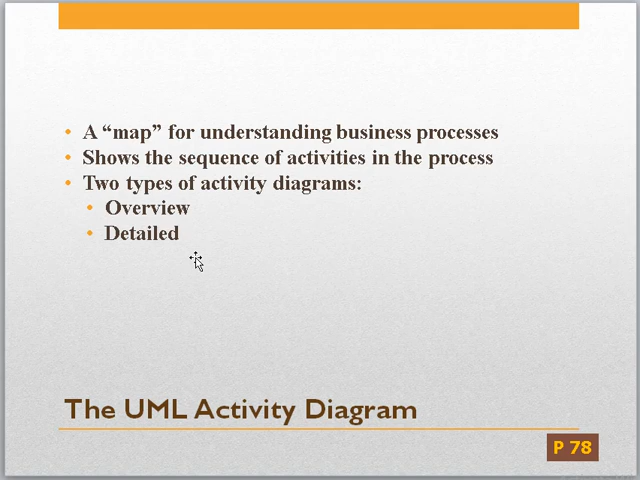 • A “map” for understanding business processes
• Shows the sequence of activities in the process
• Two types of activity diagrams:
• Overview
• Detailed
The UML Activity Diagram
P 78